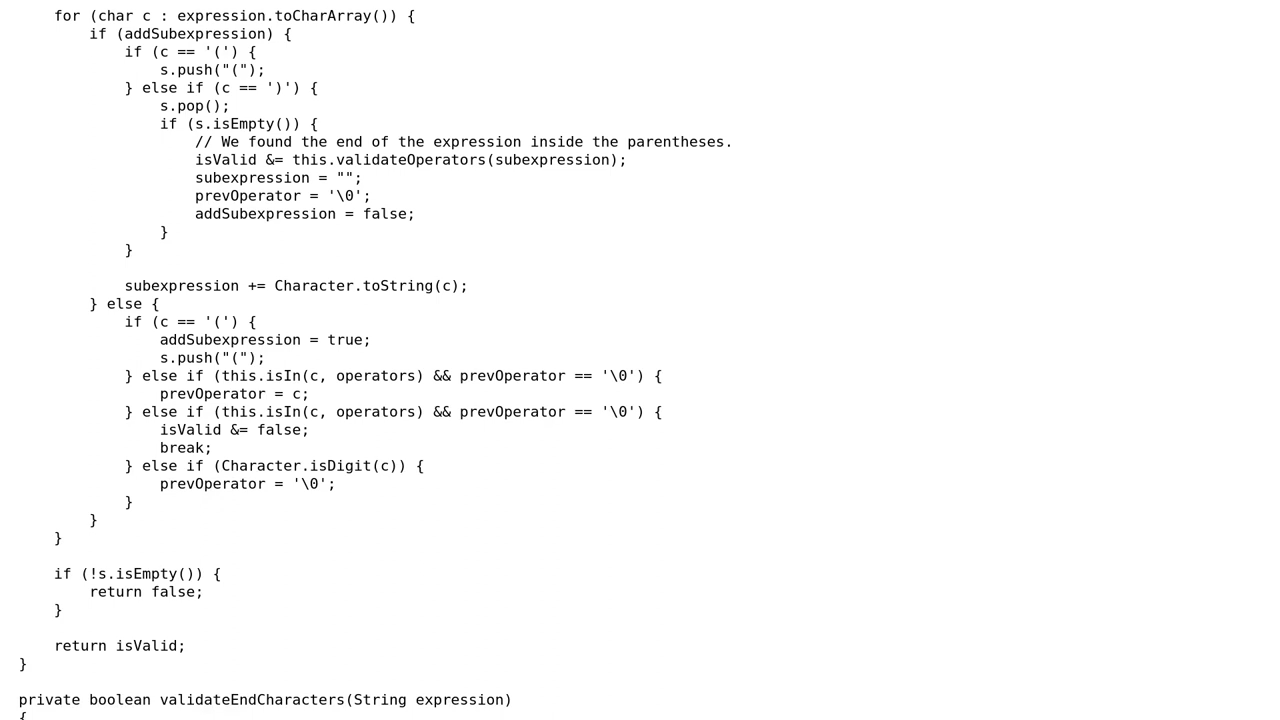 for (char c : expression.toCharArray()) {
if (addSubexpression) {
if (c == '(') {
s.push("(");
} else if (c == ')') {
s.pop();
if (s.isEmpty()) {
// We found the end of the expression inside the parentheses.
isValid &= this.validateOperators(subexpression);
subexpression = "";
prevOperator = '\0';
addSubexpression = false;
}
}
subexpression += Character.toString(c);
} else {
if (c == '(') {
addSubexpression = true;
s.push("(");
} else if (this.isIn(c, operators) && prevOperator == '\0') {
prevOperator = c;
} else if (this.isIn(c, operators) && prevOperator == '\0') {
isValid &= false;
break;
} else if (Character.isDigit(c)) {
prevOperator = '\0';
}
}
}
if (!s.isEmpty()) {
return false;
}
return isValid;
}
private boolean validateEndCharacters(String expression)
{